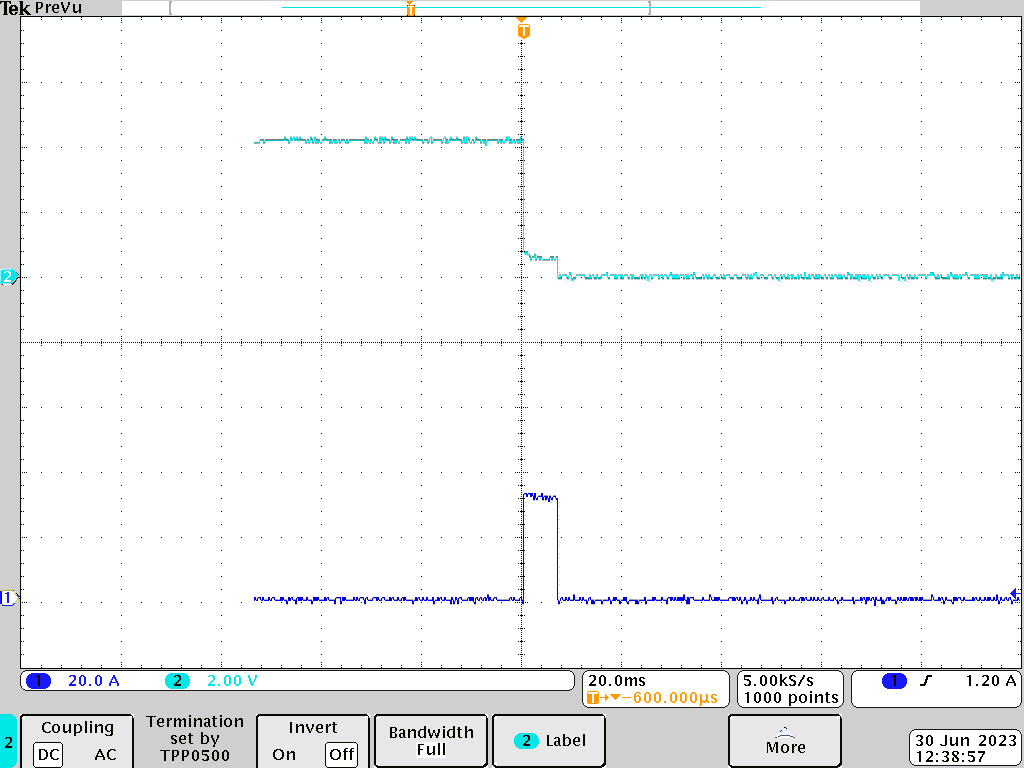 Tek PreVu
T
T
2
1
1 20.0 A 2 2.00 V
20.0ms
T→▼−600.000µs
5.00kS/s
1000 points
1 1.20 A
2
Coupling
DC AC
Termination
set by
TPP0500
Invert
On Off
Bandwidth
Full
2 Label
More
30 Jun 2023
12:38:57